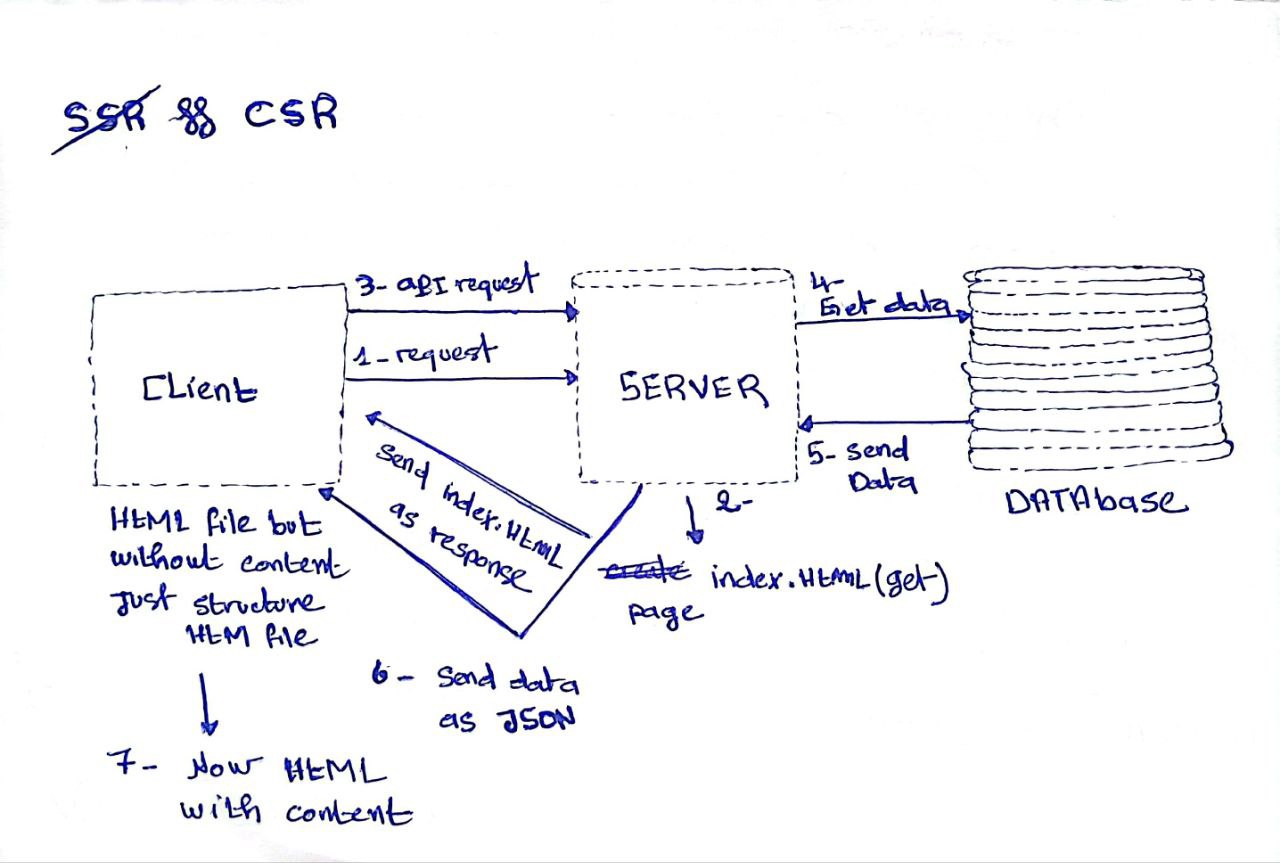 SSR && CSR
3- API request
1- request
Client
SERVER
4-
Get data
5- send
Data
DATAbase
Send index.HTML
as response
2-
create index.HTML (get)
page
HTML file but
without content
Just structure
HTM file
6- Send data
as JSON
7- Now HTML
with content